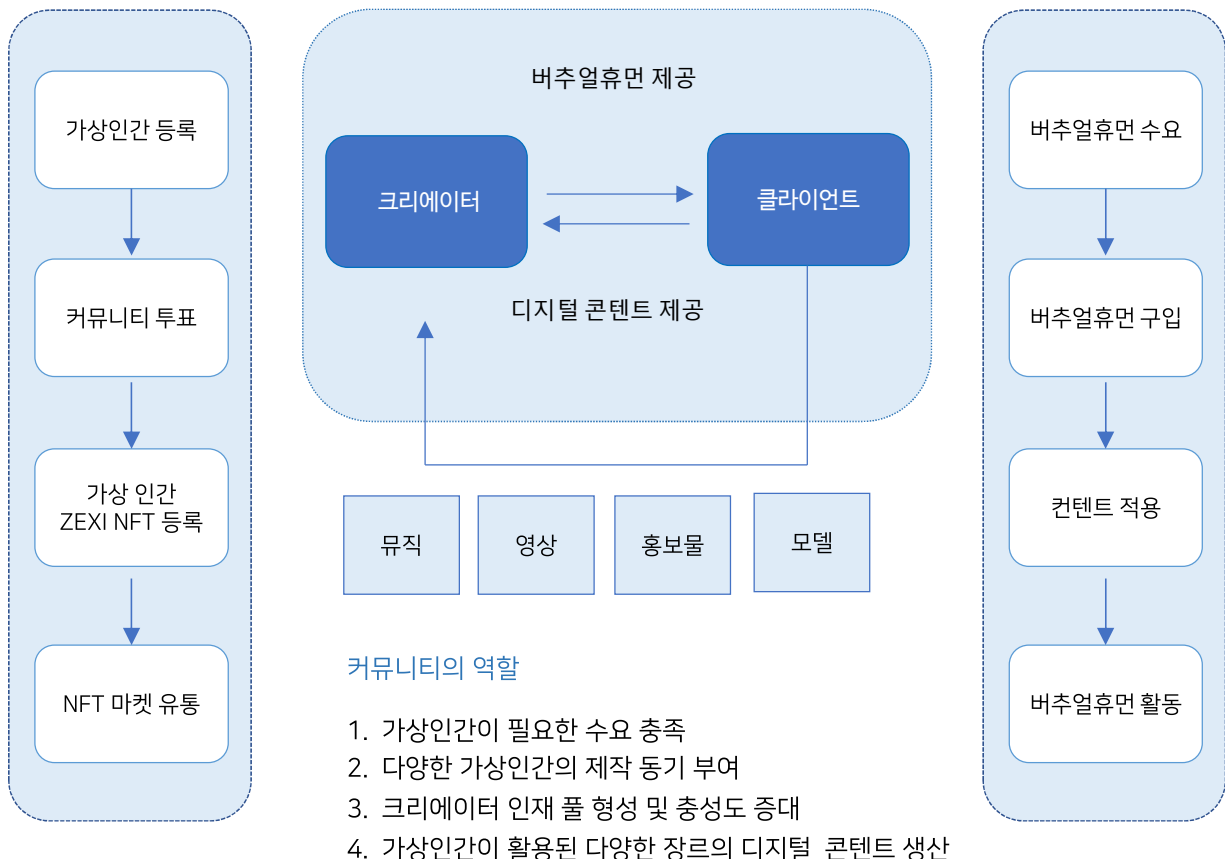 가상인간 등록
커뮤니티 투표
가상 인간
ZEXI NFT 등록
NFT 마켓 유통
버추얼휴먼 제공
크리에이터
클라이언트
디지털 콘텐트 제공
뮤직
영상
홍보물
모델
커뮤니티의 역할
1. 가상인간이 필요한 수요 충족
2. 다양한 가상인간의 제작 동기 부여
3. 크리에이터 인재 풀 형성 및 충성도 증대
4. 가상인간이 활용된 다양한 장르의 디지털 콘텐트 생산
버추얼휴먼 수요
버추얼휴먼 구입
컨텐트 적용
버추얼휴먼 활동